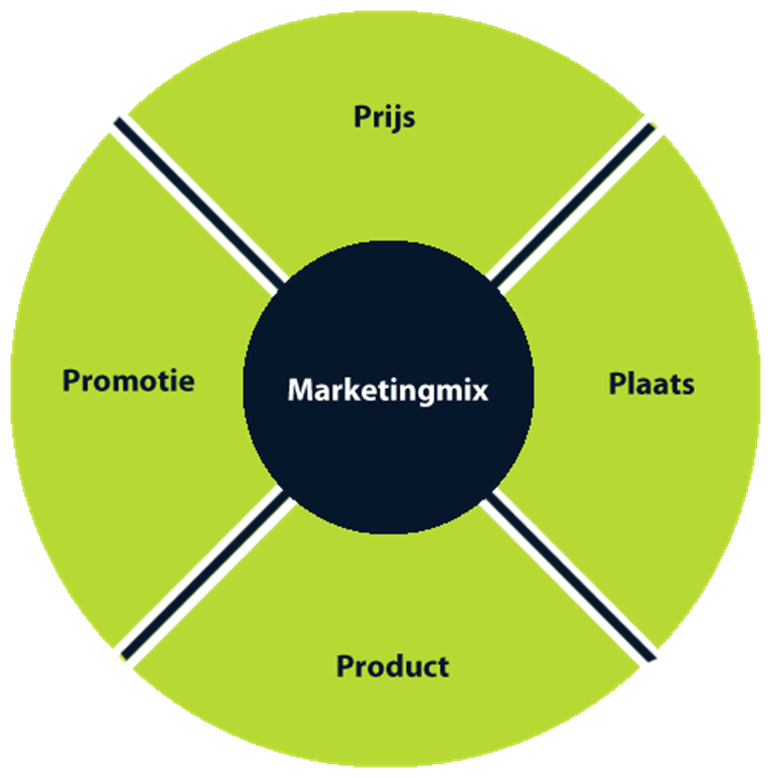 Prijs
Promotie
Marketingmix
Plaats
Product